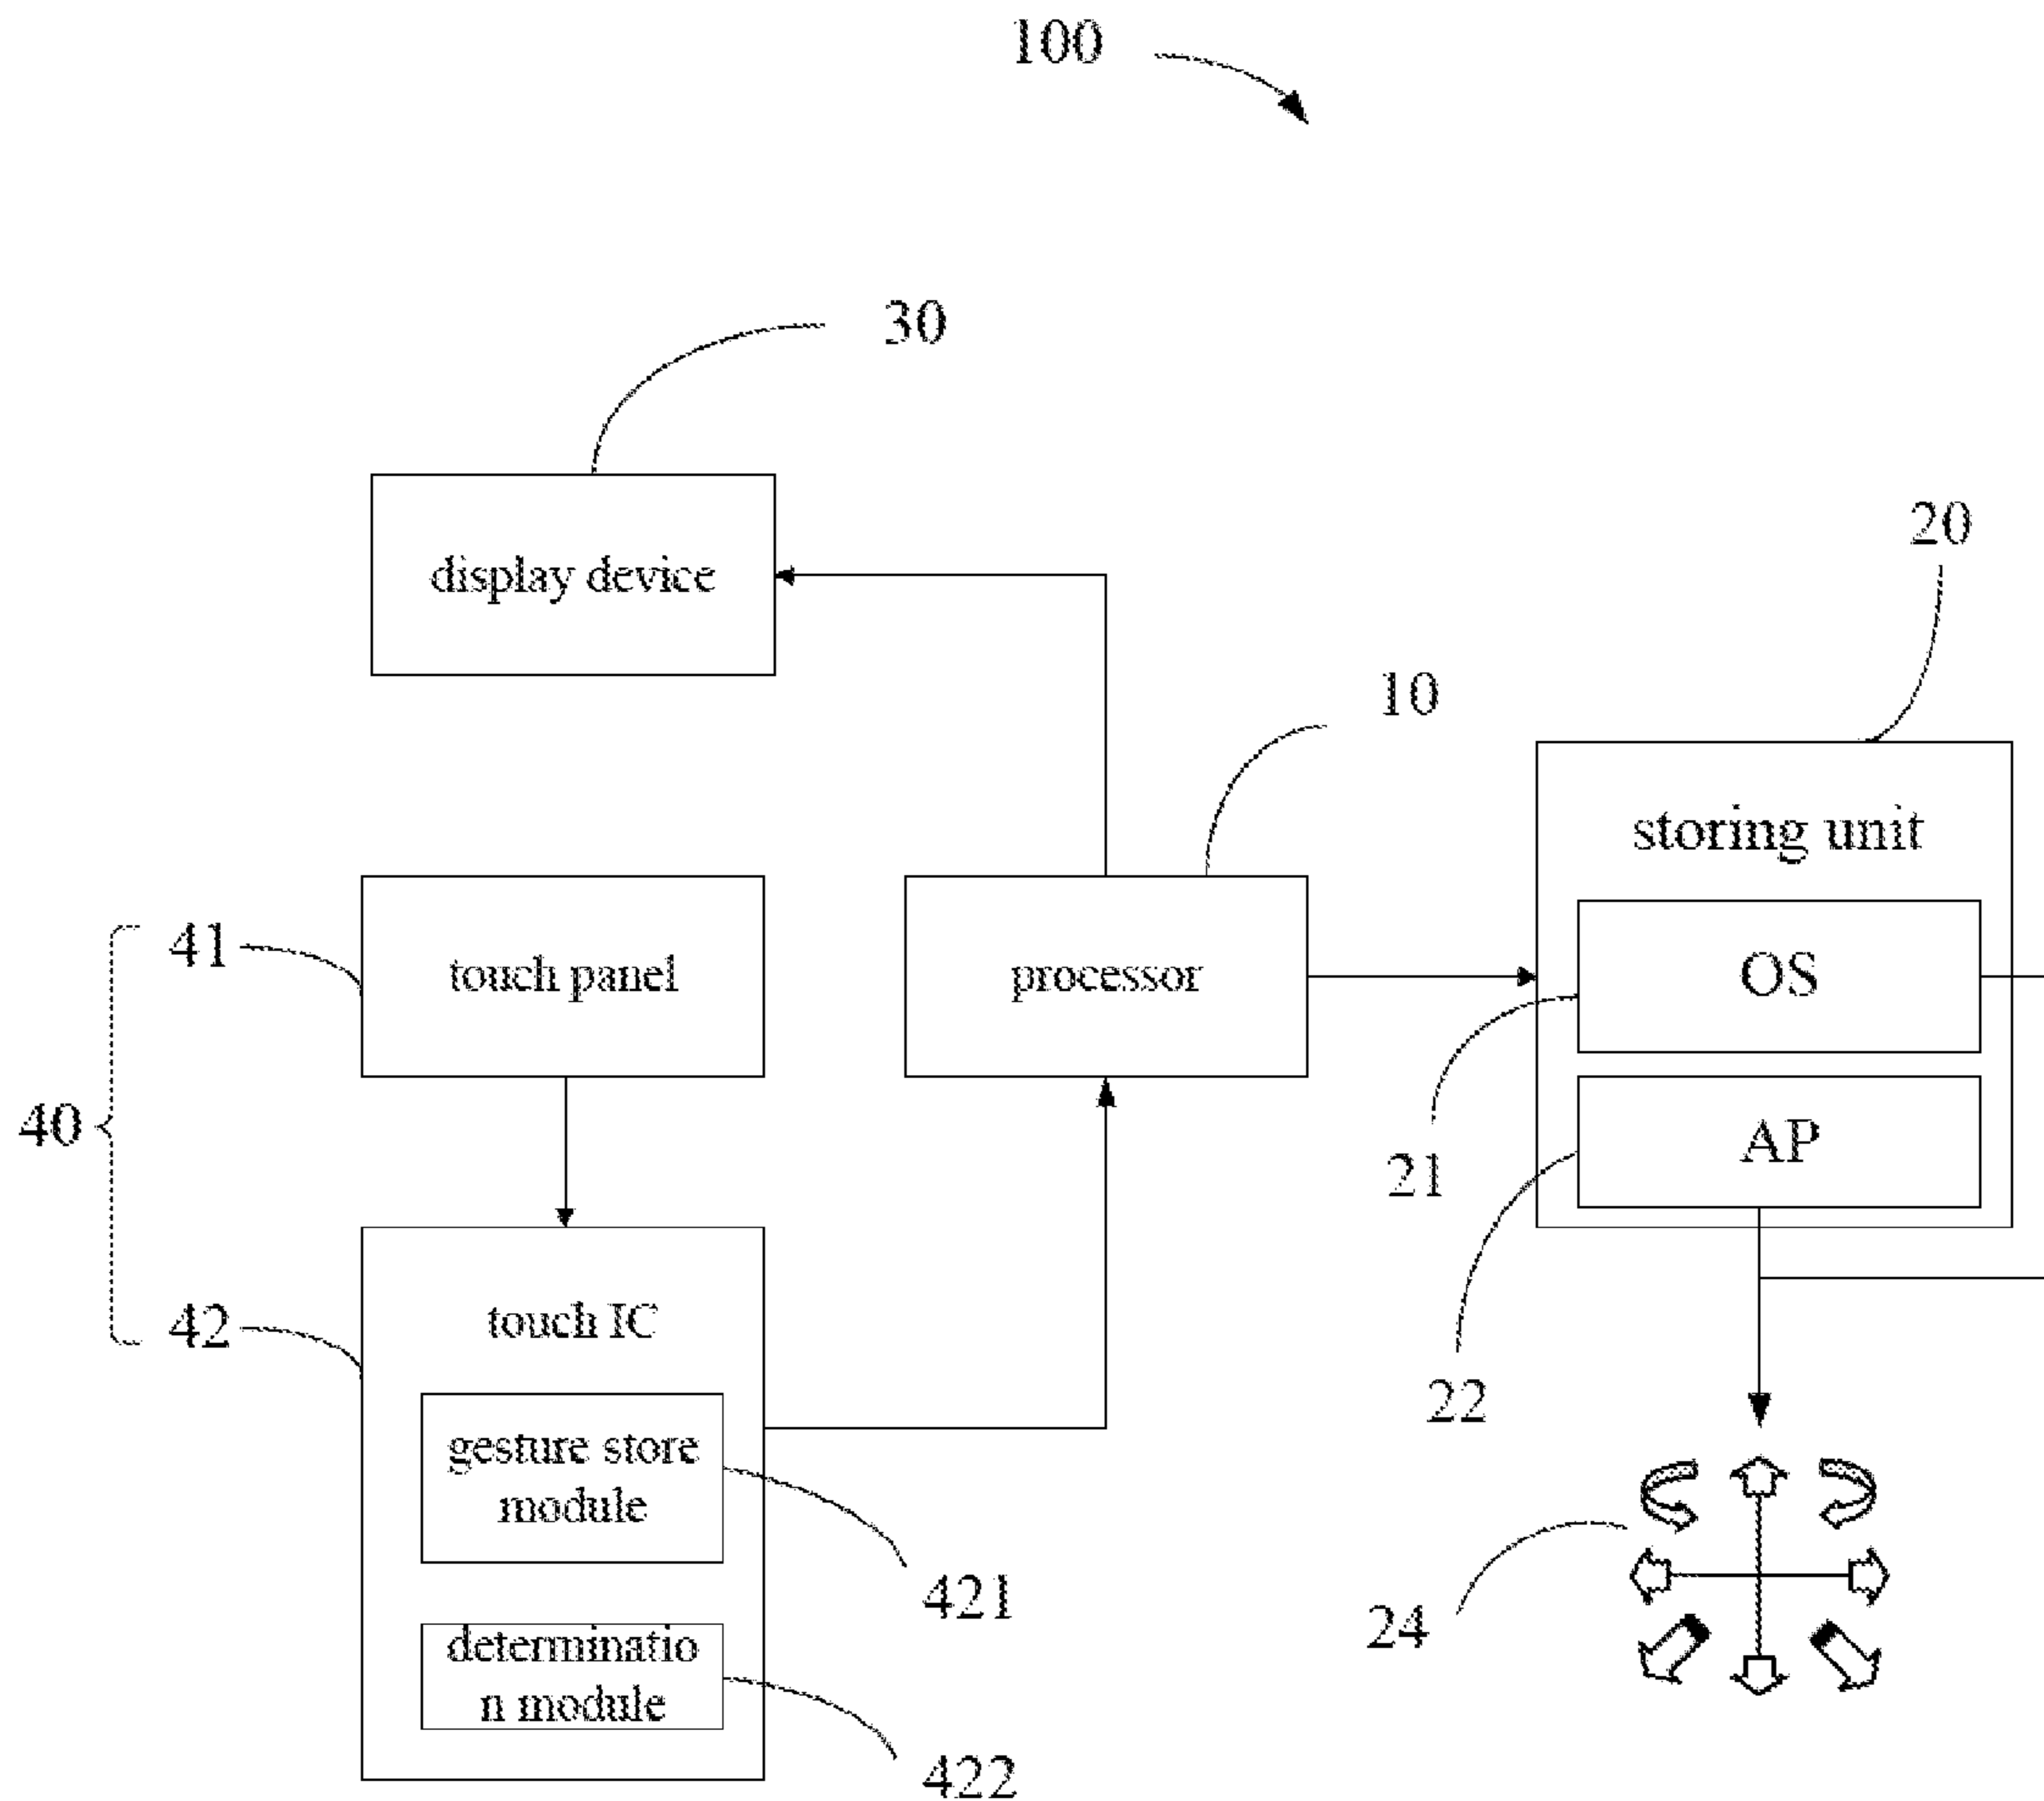 100
30
display device
20
10
storing unit
41
touch panel
processor
OS
40
21
AP
42
touch IC
22
gesture store
module
421
24
determinatio
n module
422